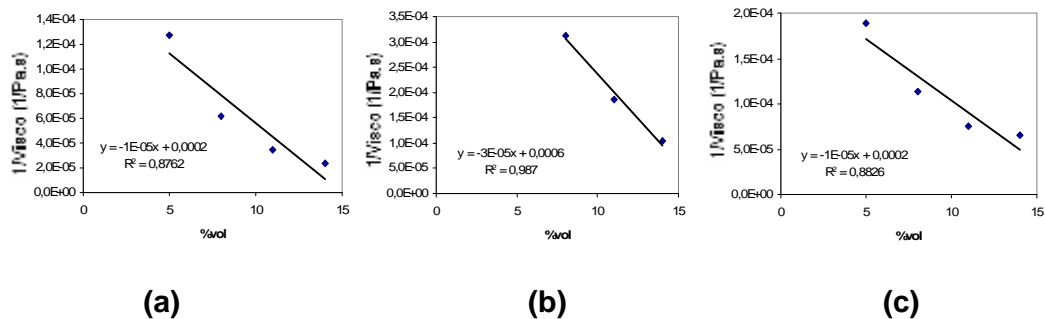 1,4E-04
1,2E-04
1,0E-04
8,0E-05
6,0E-05
4,0E-05
2,0E-05
0,0E+00
1/Visco (1/Pa.s)
y = -1E-05x + 0,0002
R² = 0,8762
0 5 10 15
%vol
(a)
3,5E-04
3,0E-04
2,5E-04
2,0E-04
1,5E-04
1,0E-04
5,0E-05
0,0E+00
1/Visco (1/Pa.s)
y = -3E-05x + 0,0006
R² = 0,987
0 5 10 15
%vol
(b)
2,0E-04
1,5E-04
1,0E-04
5,0E-05
0,0E+00
1/Visco (1/Pa.s)
y = -1E-05x + 0,0002
R² = 0,8826
0 5 10 15
%vol
(c)